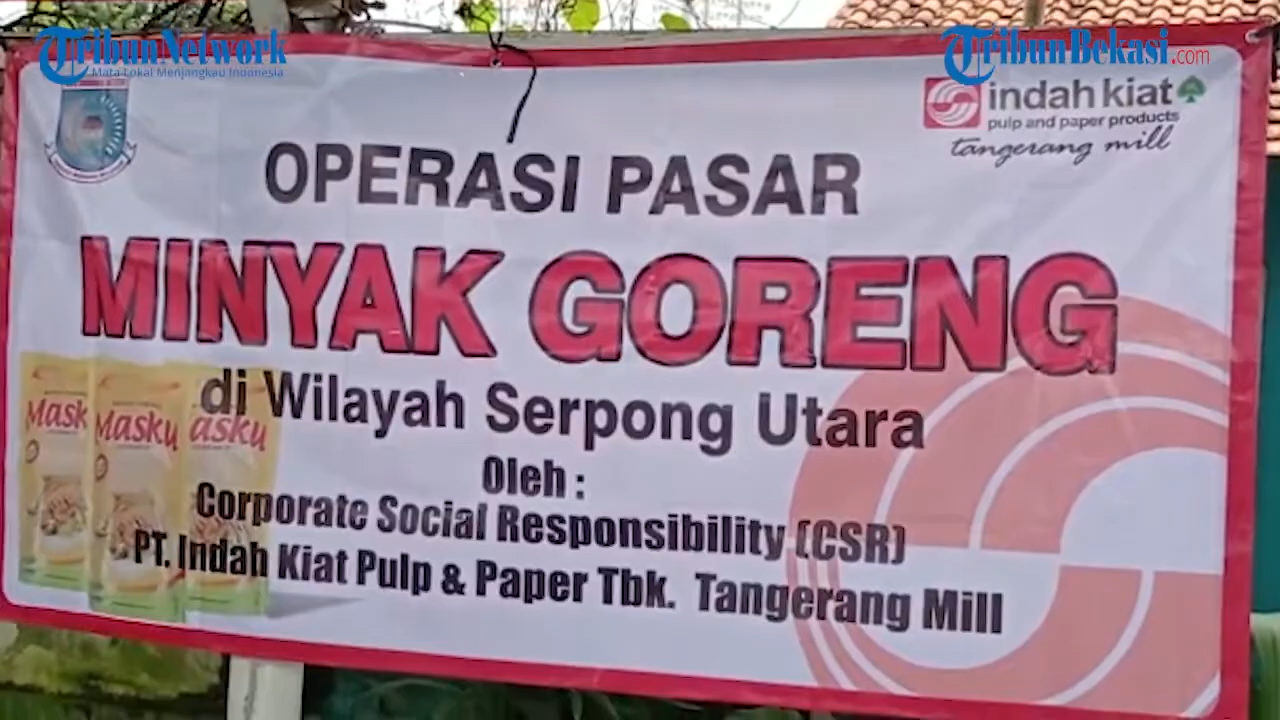 TribunNetwork
Mata Lokal Menjangkau Indonesia
TribunBekasi.com
indah kiat
pulp and paper products
tangerang mill
OPERASI PASAR
MINYAK GORENG
di Wilayah Serpong Utara
Oleh :
Corporate Social Responsibility (CSR)
PT. Indah Kiat Pulp & Paper Tbk. Tangerang Mill
Masku
Masku
asku